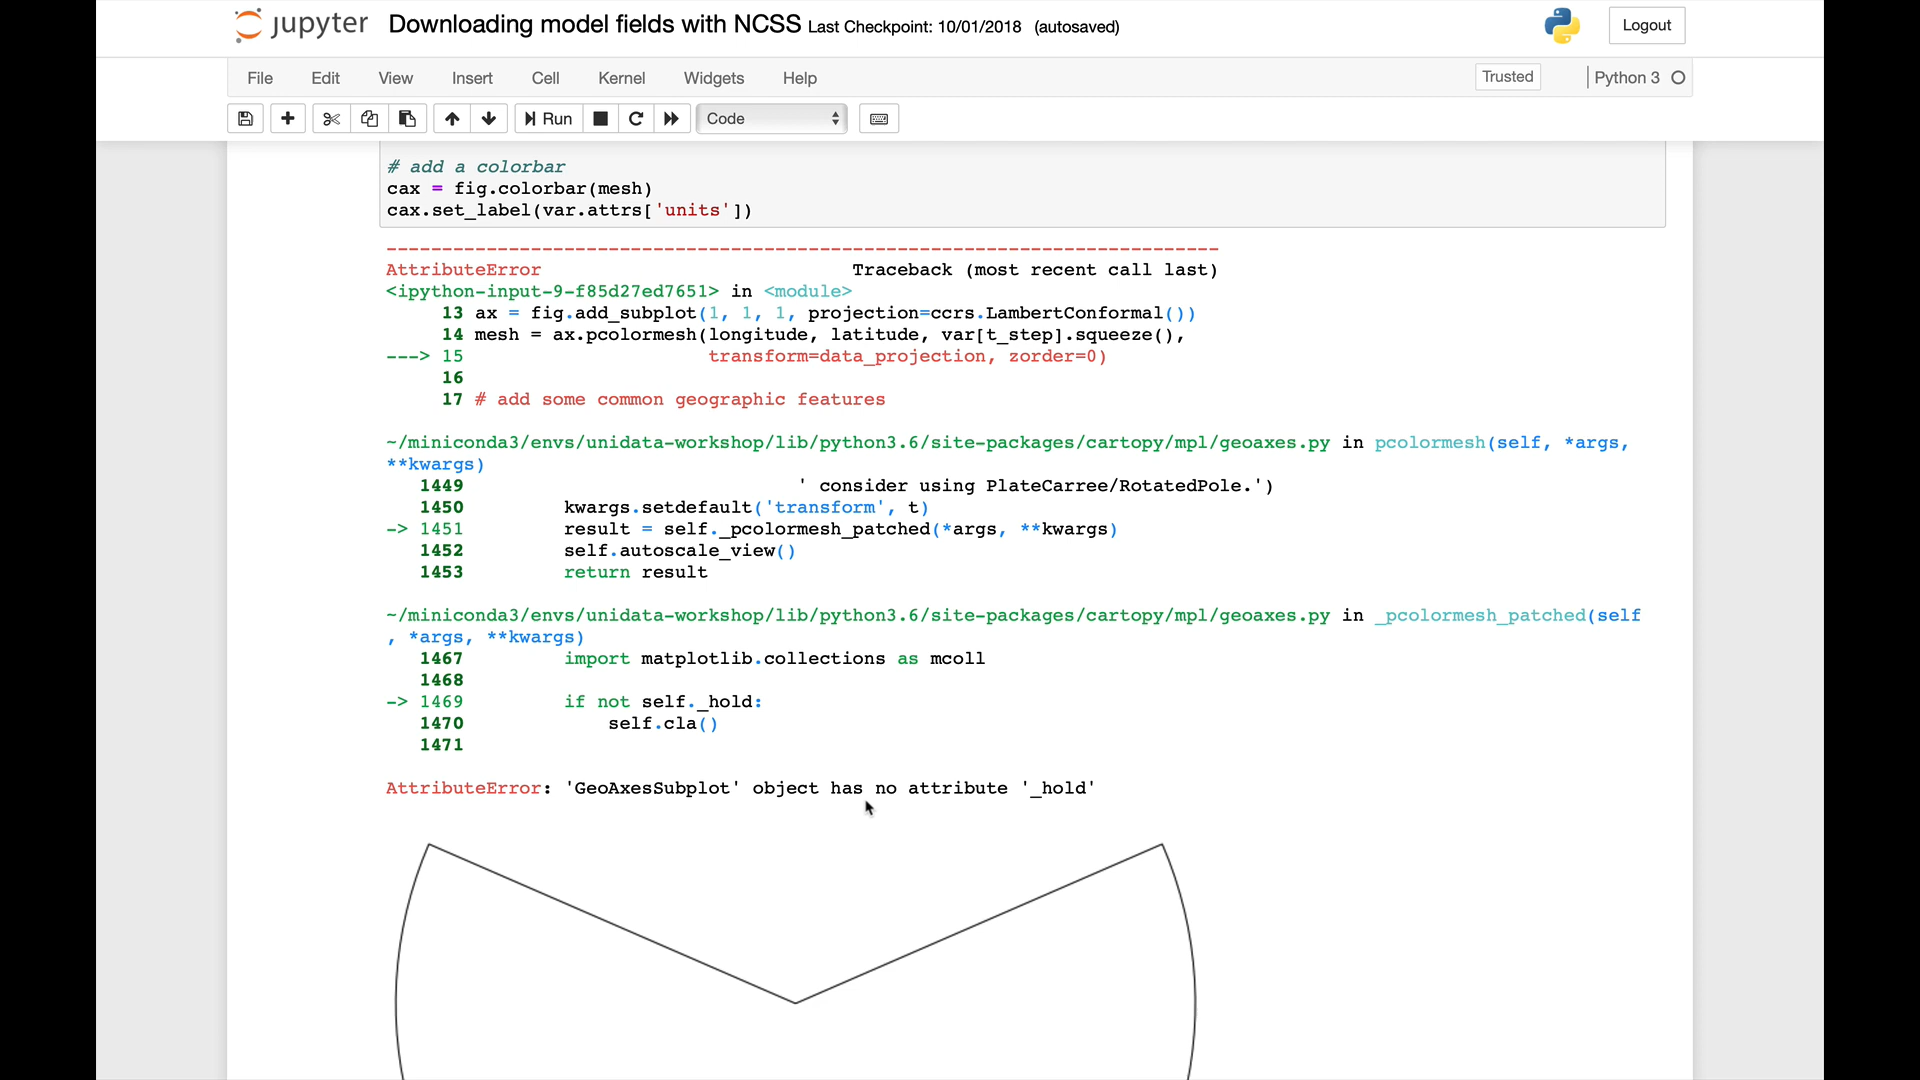 jupyter Downloading model fields with NCSS Last Checkpoint: 10/01/2018 (autosaved) Logout
File Edit View Insert Cell Kernel Widgets Help Trusted Python 3
Run Code
# add a colorbar
cax = fig.colorbar(mesh)
cax.set_label(var.attrs['units'])
---------------------------------------------------------------------------
AttributeError                            Traceback (most recent call last)
<ipython-input-9-f85d27ed7651> in <module>
     13 ax = fig.add_subplot(1, 1, 1, projection=ccrs.LambertConformal())
     14 mesh = ax.pcolormesh(longitude, latitude, var[t_step].squeeze(),
---> 15                      transform=data_projection, zorder=0)
     16
     17 # add some common geographic features
~/miniconda3/envs/unidata-workshop/lib/python3.6/site-packages/cartopy/mpl/geoaxes.py in pcolormesh(self, *args,
**kwargs)
   1449                              ' consider using PlateCarree/RotatedPole.')
   1450         kwargs.setdefault('transform', t)
-> 1451         result = self._pcolormesh_patched(*args, **kwargs)
   1452         self.autoscale_view()
   1453         return result
~/miniconda3/envs/unidata-workshop/lib/python3.6/site-packages/cartopy/mpl/geoaxes.py in _pcolormesh_patched(self
, *args, **kwargs)
   1467         import matplotlib.collections as mcoll
   1468
-> 1469         if not self._hold:
   1470             self.cla()
   1471
AttributeError: 'GeoAxesSubplot' object has no attribute '_hold'